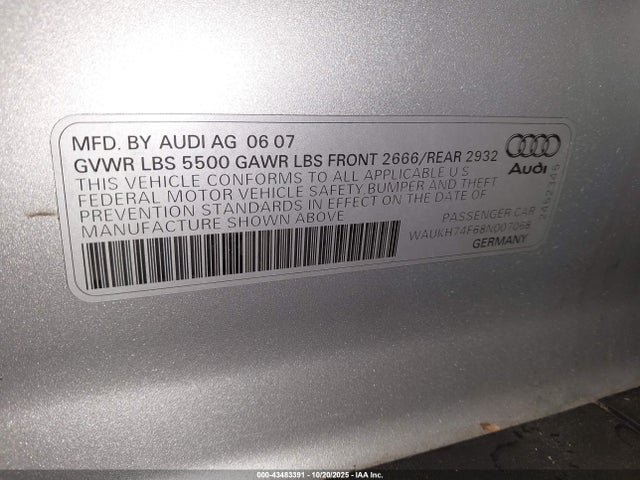 MFD. BY AUDI AG 06 07
GVWR LBS 5500 GAWR LBS FRONT 2666/REAR 2932
THIS VEHICLE CONFORMS TO ALL APPLICABLE U S
FEDERAL MOTOR VEHICLE SAFETY,BUMPER AND THEFT
PREVENTION STANDARDS IN EFFECT ON THE DATE OF
MANUFACTURE SHOWN ABOVE
Audi
2462346
PASSENGER CAR
WAUKH74F68N007068
GERMANY
000-43483391 | 10/20/2025 | IAA Inc.